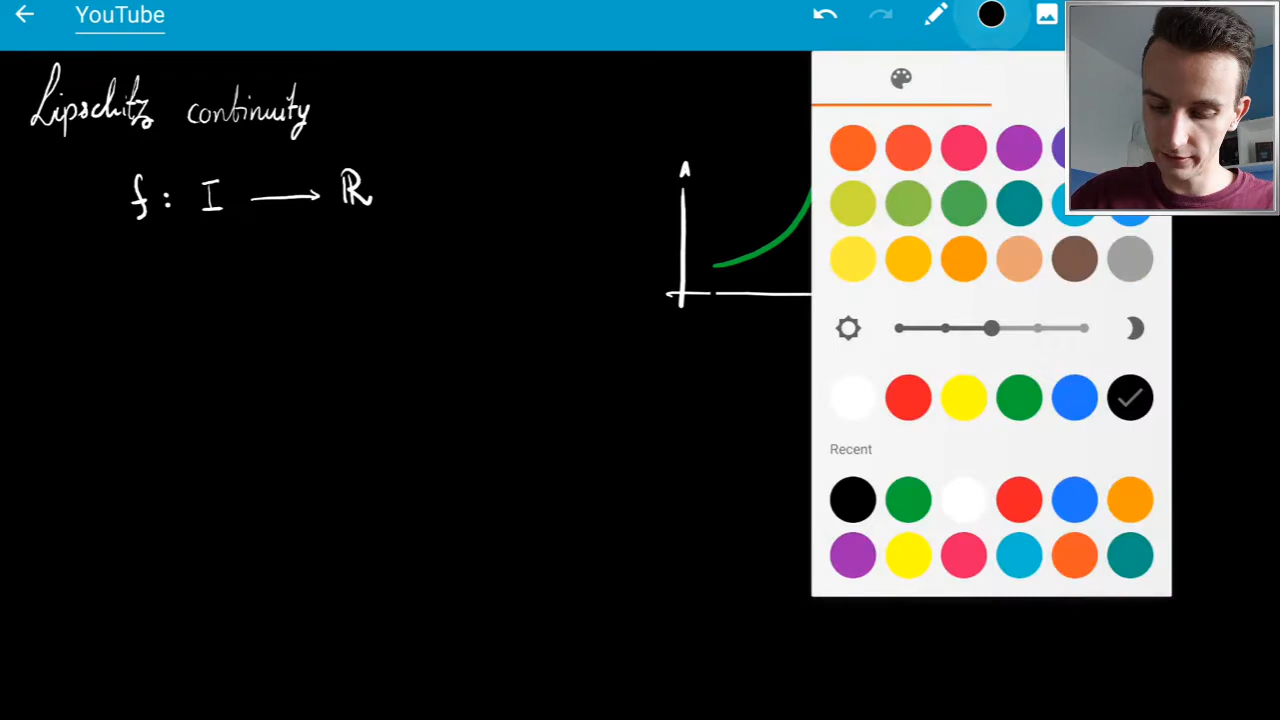 YouTube
Lipschitz continuity
f : I ⟶ ℝ
Recent